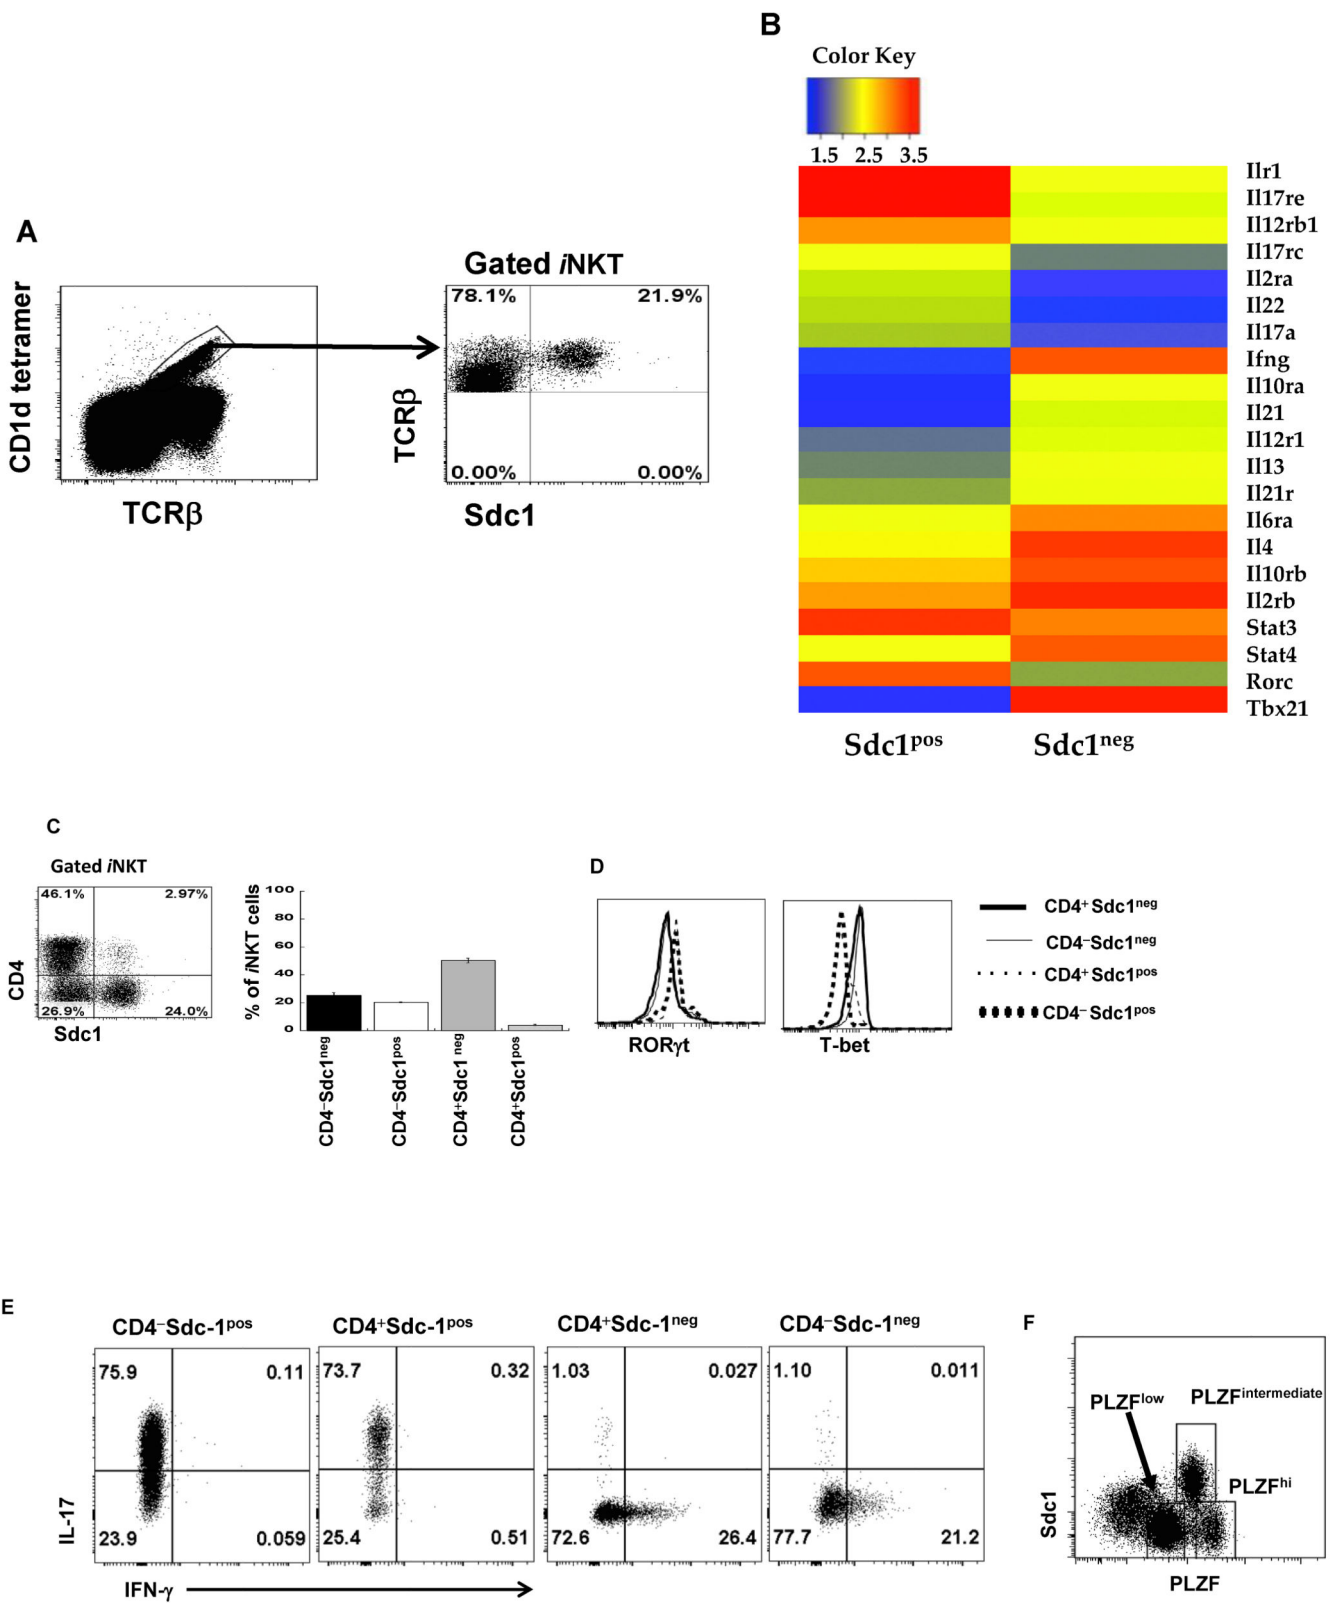 B
Color Key
1.5 2.5 3.5
Ilr1
Il17re
Il12rb1
Il17rc
Il2ra
Il22
Il17a
Ifng
Il10ra
Il21
Il12r1
Il13
Il21r
Il6ra
Il4
Il10rb
Il2rb
Stat3
Stat4
Rorc
Tbx21
Sdc1pos Sdc1neg
A
CD1d tetramer
TCRβ
Gated iNKT
78.1% 21.9%
0.00% 0.00%
TCRβ
Sdc1
C
Gated iNKT
46.1% 2.97%
26.9% 24.0%
CD4
Sdc1
% of iNKT cells
100
80
60
40
20
0
CD4–Sdc1neg
CD4–Sdc1pos
CD4+Sdc1neg
CD4+Sdc1pos
D
RORγt
T-bet
CD4+ Sdc1neg
CD4–Sdc1neg
CD4+ Sdc1pos
CD4– Sdc1pos
E
CD4–Sdc-1pos
75.9 0.11
23.9 0.059
CD4+Sdc-1pos
73.7 0.32
25.4 0.51
CD4+Sdc-1neg
1.03 0.027
72.6 26.4
CD4–Sdc-1neg
1.10 0.011
77.7 21.2
IL-17
IFN-γ
F
PLZFlow
PLZFintermediate
PLZFhi
Sdc1
PLZF